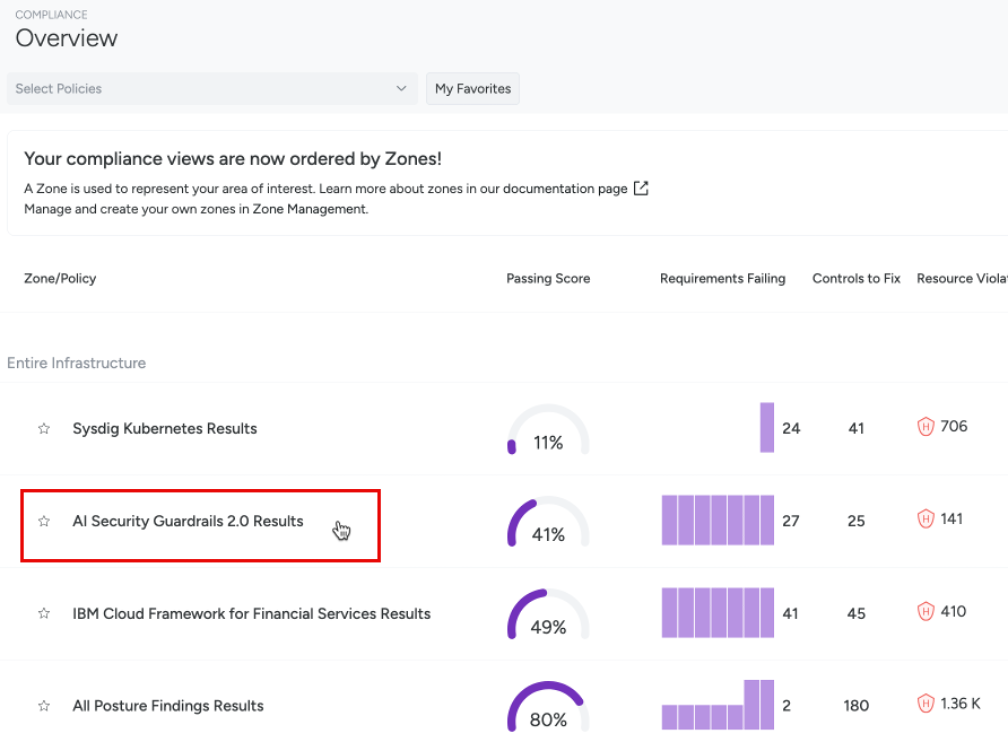 COMPLIANCE
Overview
Select Policies
My Favorites
Your compliance views are now ordered by Zones!
A Zone is used to represent your area of interest. Learn more about zones in our documentation page
Manage and create your own zones in Zone Management.
Zone/Policy Passing Score Requirements Failing Controls to Fix Resource Viola
Entire Infrastructure
Sysdig Kubernetes Results 11% 24 41 H 706
AI Security Guardrails 2.0 Results 41% 27 25 H 141
IBM Cloud Framework for Financial Services Results 49% 41 45 H 410
All Posture Findings Results 80% 2 180 H 1.36 K